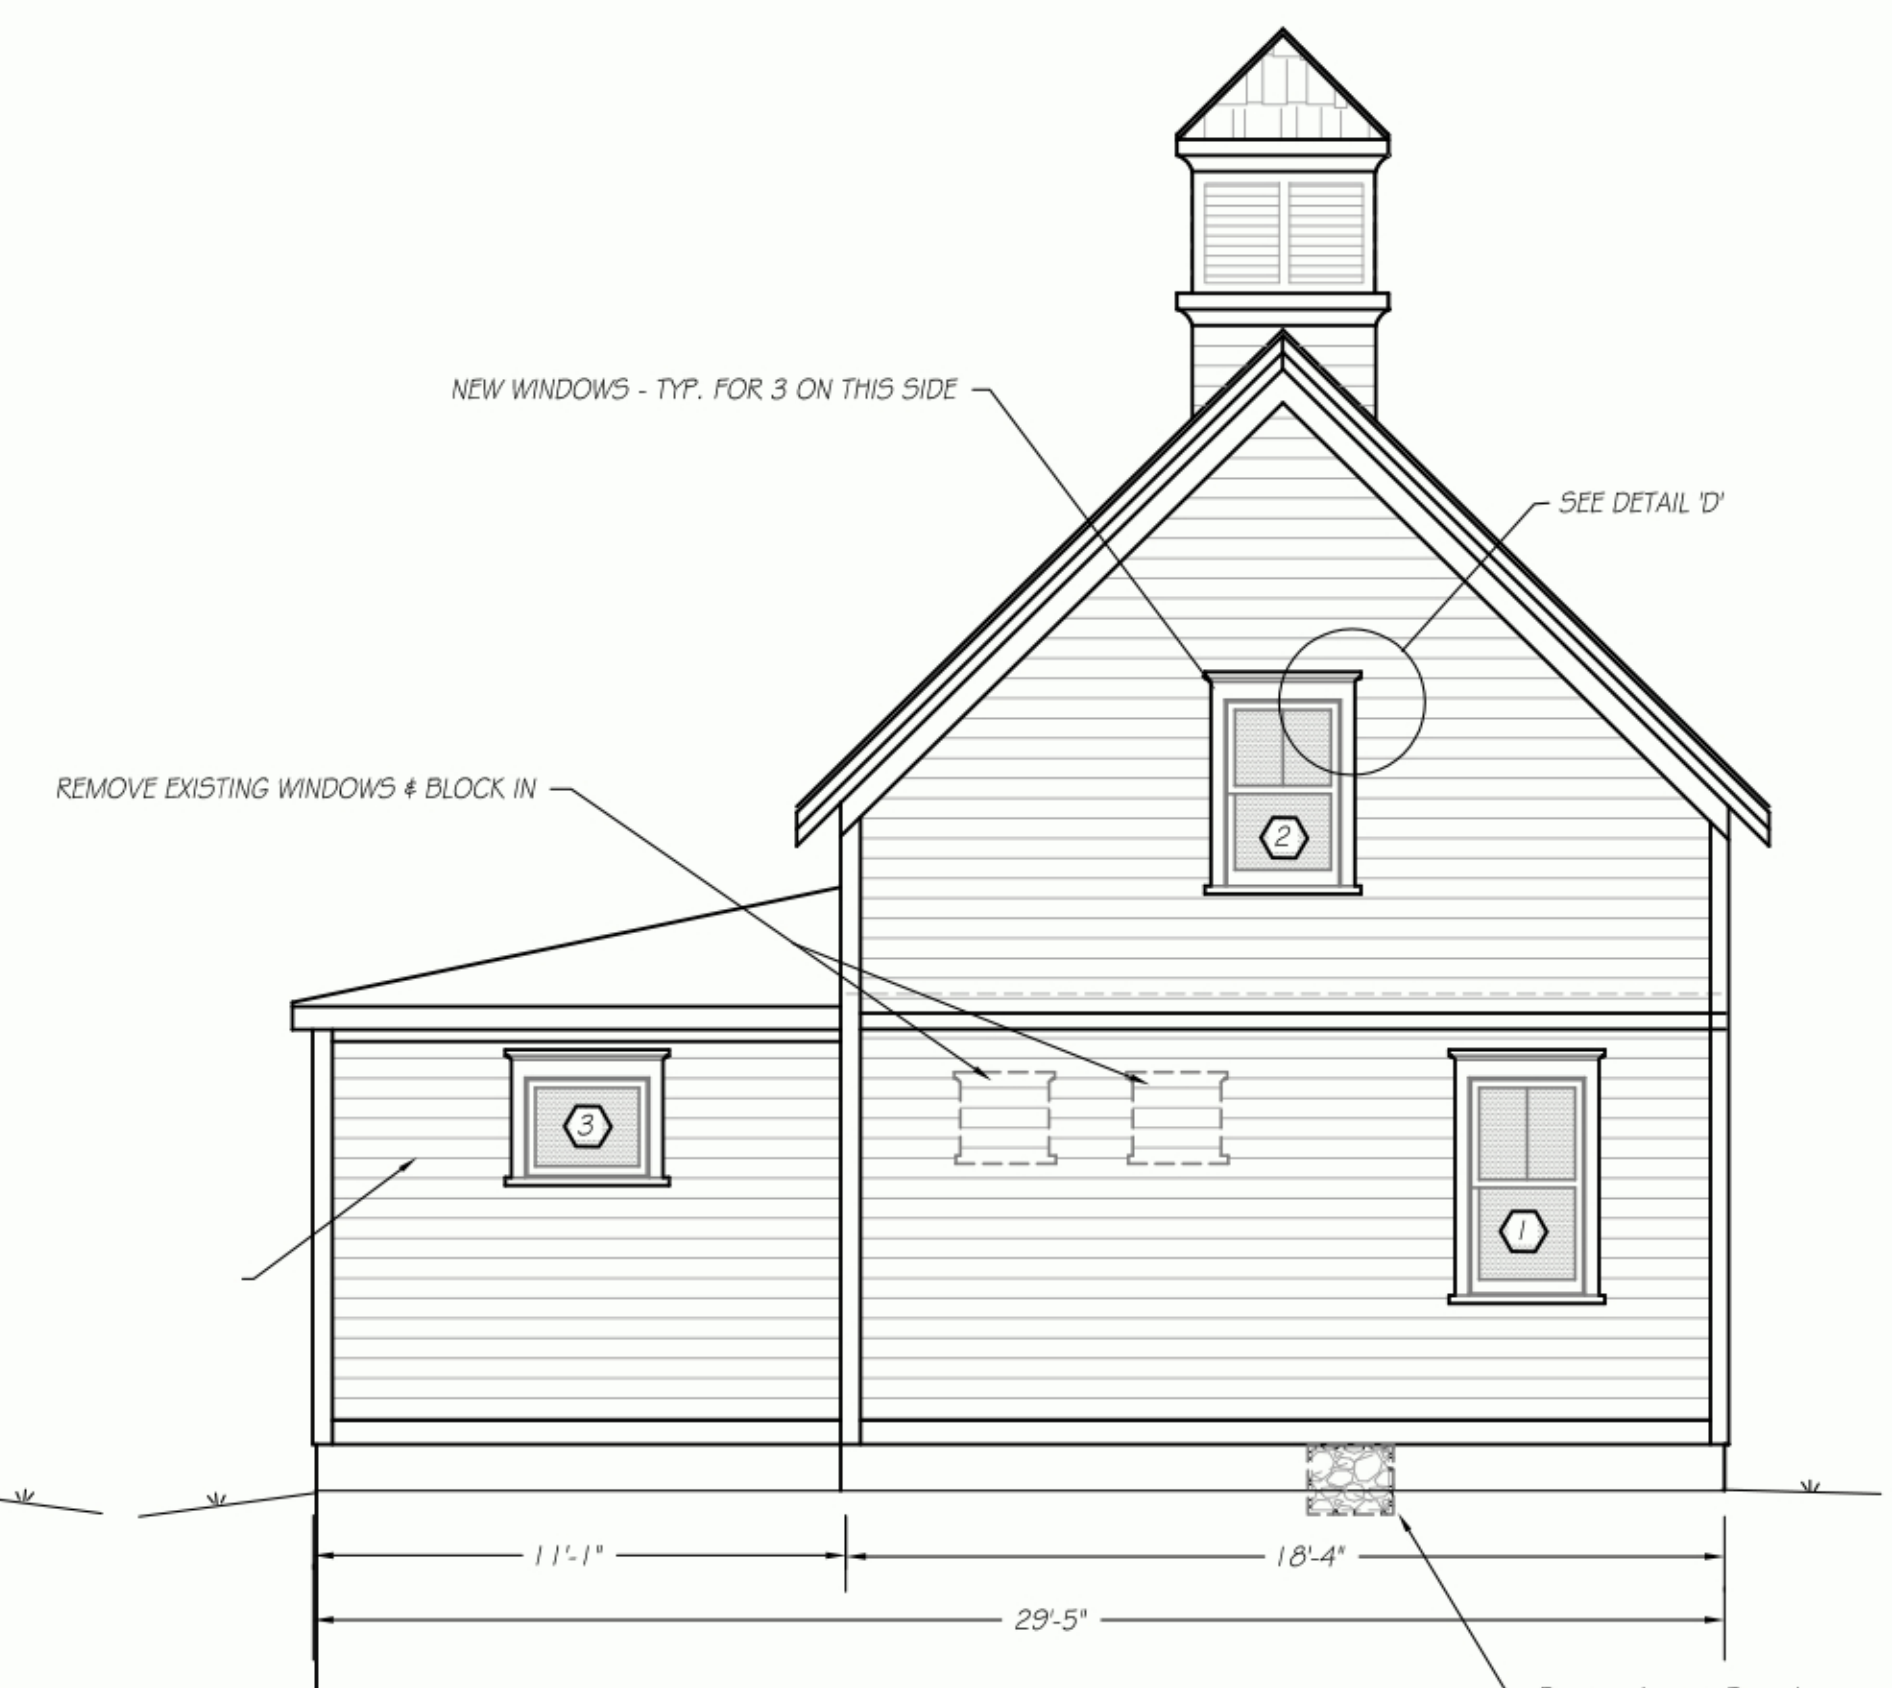 NEW WINDOWS - TYP. FOR 3 ON THIS SIDE
SEE DETAIL 'D'
REMOVE EXISTING WINDOWS & BLOCK IN
2
3
1
11'-1"
18'-4"
29'-5"